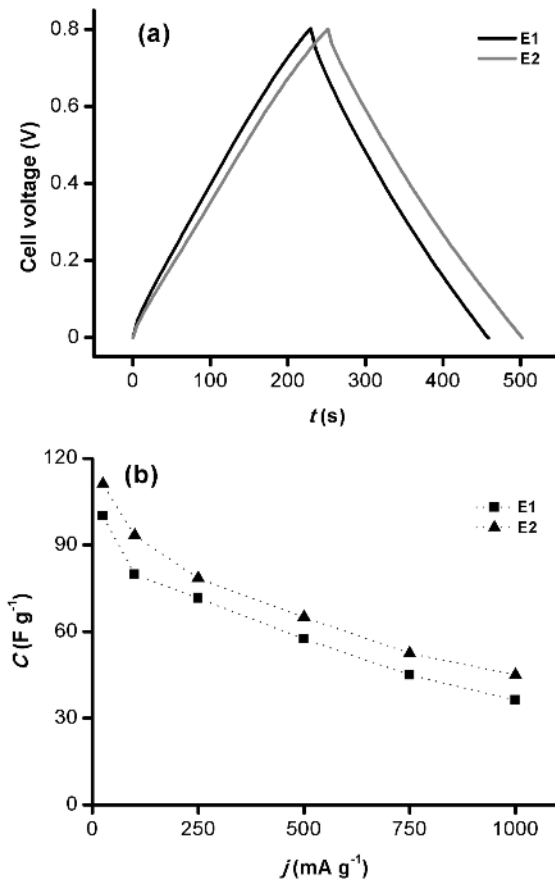 (a)
E1
E2
0.8
0.6
0.4
0.2
0
Cell voltage (V)
0 100 200 300 400 500
t (s)
(b)
E1
E2
120
90
60
30
0
C (F g⁻¹)
0 250 500 750 1000
j (mA g⁻¹)